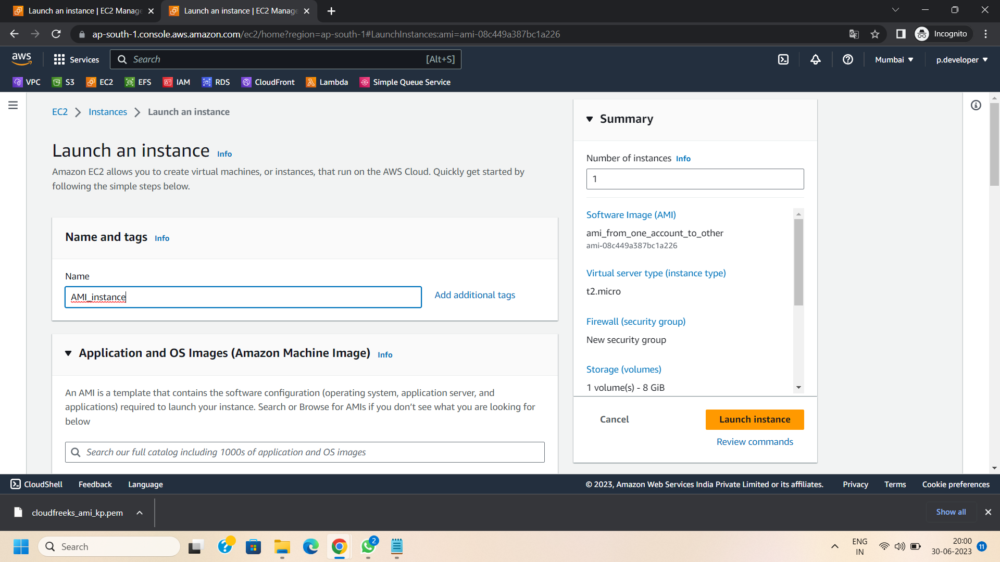 Launch an instance | EC2 Manage
Launch an instance | EC2 Manage
ap-south-1.console.aws.amazon.com/ec2/home?region=ap-south-1#LaunchInstances:ami=ami-08c449a387bc1a226
Incognito
aws
Services
Search
[Alt+S]
Mumbai
p.developer
VPC
S3
EC2
EFS
IAM
RDS
CloudFront
Lambda
Simple Queue Service
EC2
Instances
Launch an instance
Launch an instance Info
Amazon EC2 allows you to create virtual machines, or instances, that run on the AWS Cloud. Quickly get started by
following the simple steps below.
Name and tags Info
Name
AMI_instance
Add additional tags
Application and OS Images (Amazon Machine Image) Info
An AMI is a template that contains the software configuration (operating system, application server, and
applications) required to launch your instance. Search or Browse for AMIs if you don’t see what you are looking for
below
Search our full catalog including 1000s of application and OS images
Summary
Number of instances Info
1
Software Image (AMI)
ami_from_one_account_to_other
ami-08c449a387bc1a226
Virtual server type (instance type)
t2.micro
Firewall (security group)
New security group
Storage (volumes)
1 volume(s) - 8 GiB
Cancel
Launch instance
Review commands
CloudShell
Feedback
Language
© 2023, Amazon Web Services India Private Limited or its affiliates.
Privacy
Terms
Cookie preferences
cloudfreeks_ami_kp.pem
Show all
Search
2
ENG
IN
20:00
30-06-2023
11